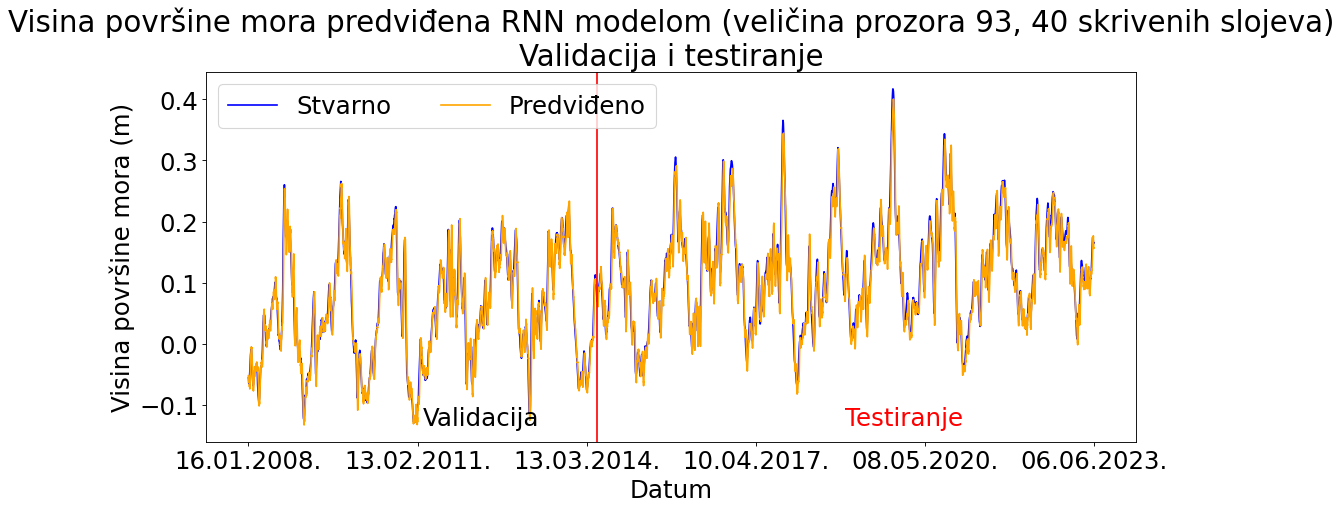 Visina površine mora predviđena RNN modelom (veličina prozora 93, 40 skrivenih slojeva)
Validacija i testiranje
Stvarno
Predviđeno
Visina površine mora (m)
0.4
0.3
0.2
0.1
0.0
−0.1
Validacija
Testiranje
16.01.2008.
13.02.2011.
13.03.2014.
10.04.2017.
08.05.2020.
06.06.2023.
Datum